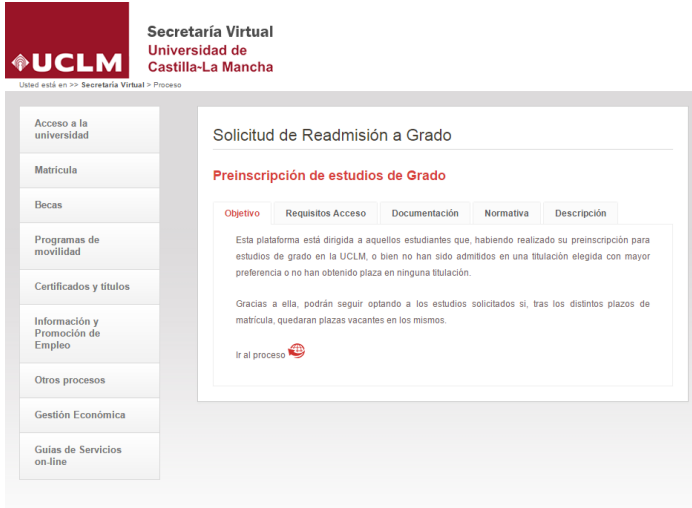 Secretaría Virtual
Universidad de
Castilla-La Mancha
UCLM
Usted está en >> Secretaría Virtual > Proceso
Acceso a la
universidad
Matrícula
Becas
Programas de
movilidad
Certificados y títulos
Información y
Promoción de
Empleo
Otros procesos
Gestión Económica
Guías de Servicios
on-line
Solicitud de Readmisión a Grado
Preinscripción de estudios de Grado
Objetivo Requisitos Acceso Documentación Normativa Descripción
Esta plataforma está dirigida a aquellos estudiantes que, habiendo realizado su preinscripción para
estudios de grado en la UCLM, o bien no han sido admitidos en una titulación elegida con mayor
preferencia o no han obtenido plaza en ninguna titulación.
Gracias a ella, podrán seguir optando a los estudios solicitados si, tras los distintos plazos de
matrícula, quedaran plazas vacantes en los mismos.
Ir al proceso